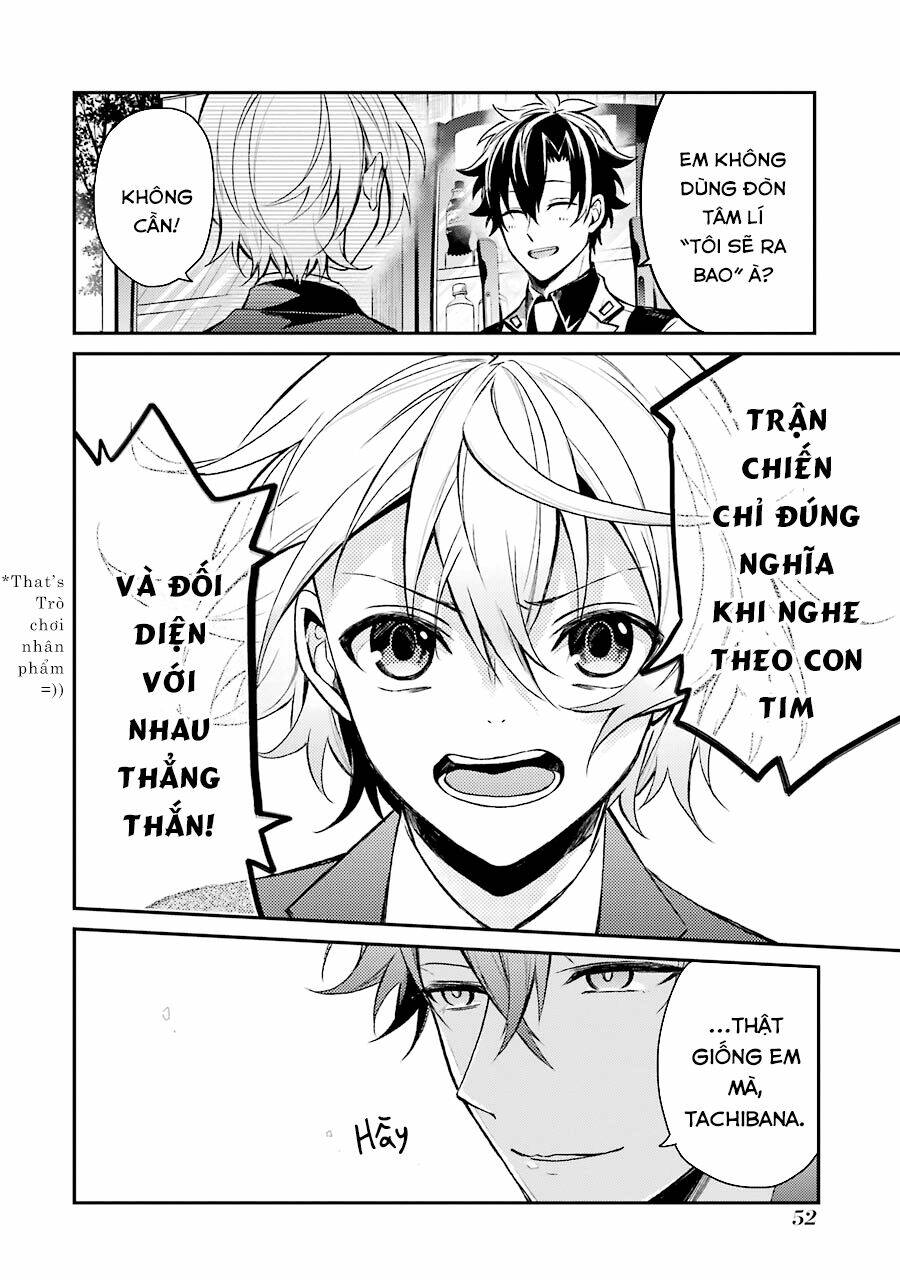 EM KHÔNG
DÙNG ĐÒN
TÂM LÍ
"TÔI SẼ RA
BAO" À?
KHÔNG
CẦN!
TRẬN
CHIẾN
CHỈ ĐÚNG
NGHĨA
KHI NGHE
THEO CON
TIM
VÀ ĐỐI
DIỆN
VỚI
NHAU
THẲNG
THẮN!
*That's
Trò
chơi
nhân
phẩm
=))
...THẬT
GIỐNG EM
MÀ,
TACHIBANA.
Hãy
52